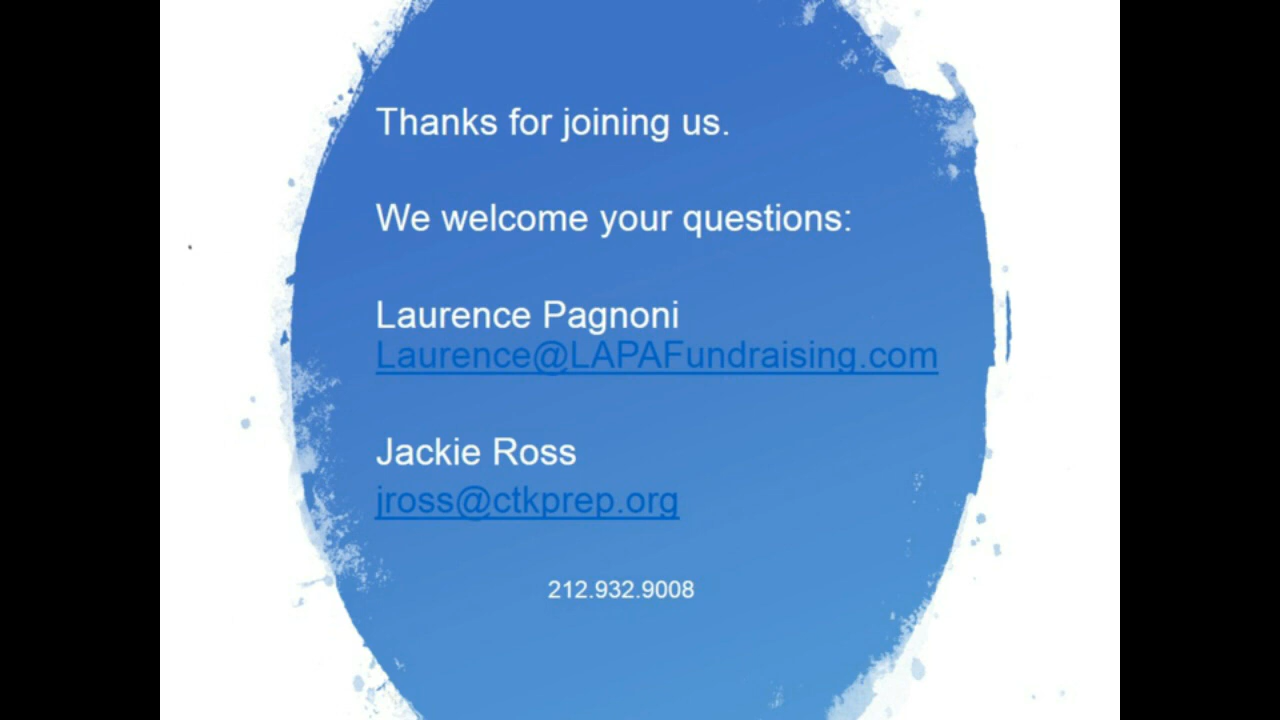 Thanks for joining us.
We welcome your questions:
Laurence Pagnoni
Laurence@LAPAFundraising.com
Jackie Ross
jross@ctkprep.org
212.932.9008